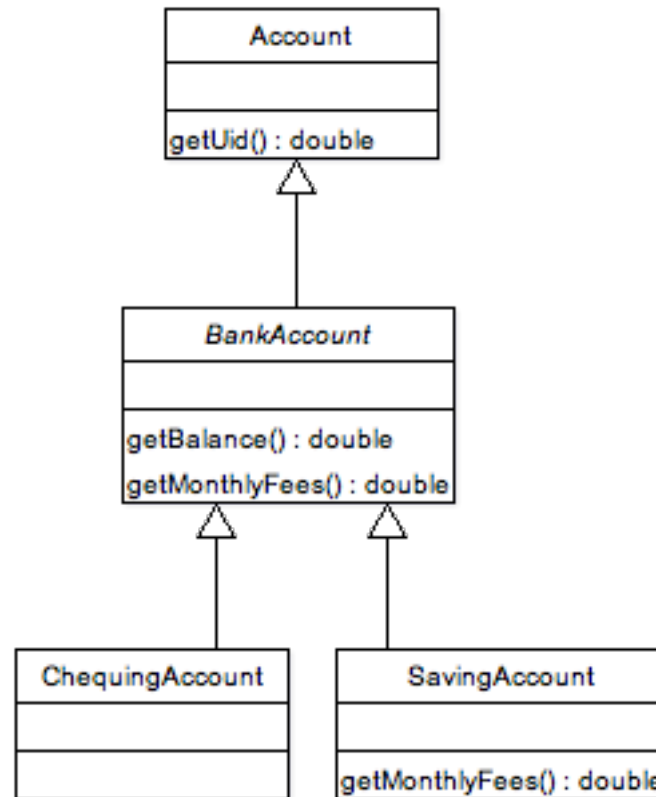 Account
getUid() : double
BankAccount
getBalance() : double
getMonthlyFees() : double
ChequingAccount
SavingAccount
getMonthlyFees() : double